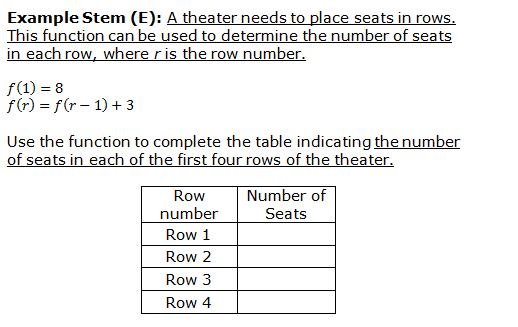 Example Stem (E): A theater needs to place seats in rows.
This function can be used to determine the number of seats
in each row, where r is the row number.
f(1) = 8
f(r) = f(r − 1) + 3
Use the function to complete the table indicating the number
of seats in each of the first four rows of the theater.
Row number Number of Seats
Row 1
Row 2
Row 3
Row 4